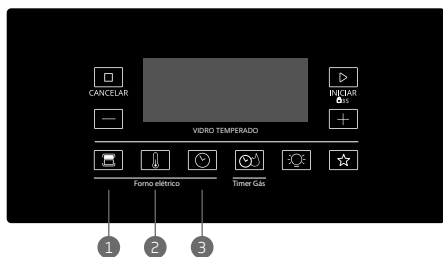 CANCELAR
INICIAR
3s
VIDRO TEMPERADO
Forno elétrico
Timer Gás
1 2 3